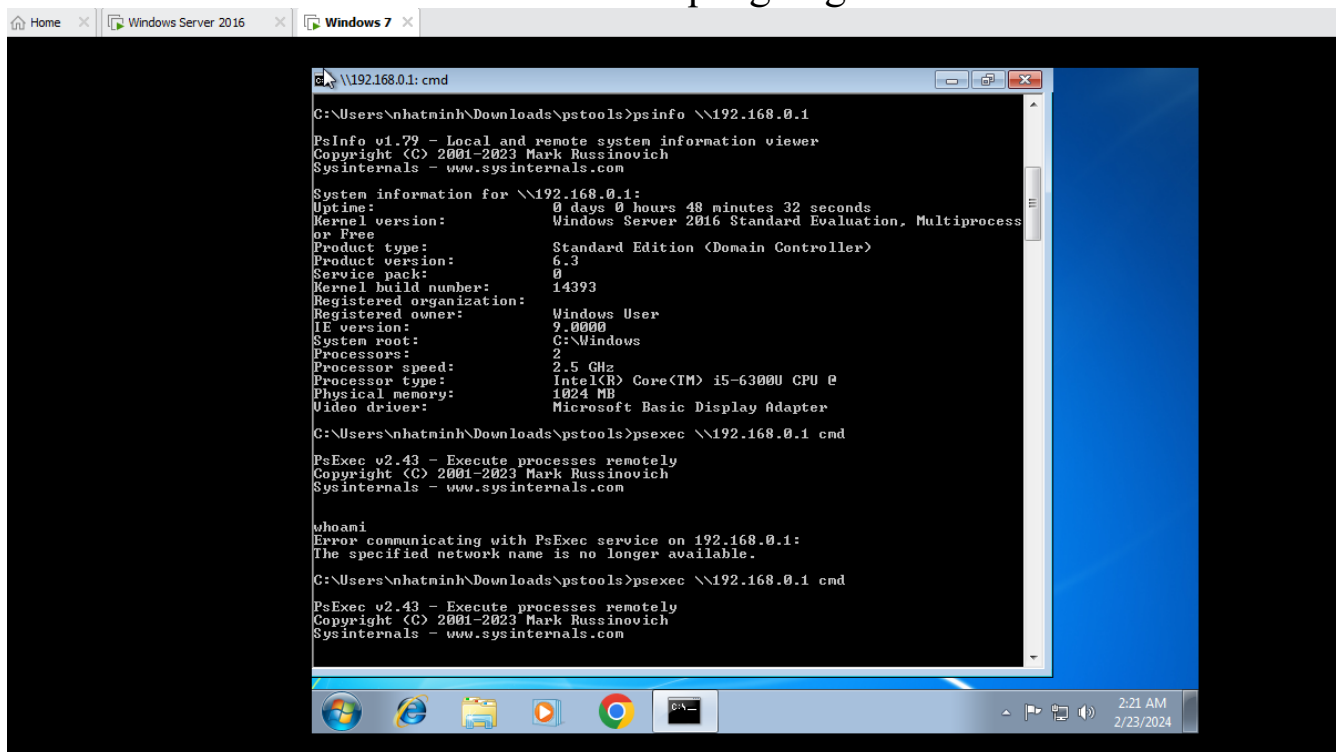 Home
Windows Server 2016
Windows 7
\\192.168.0.1: cmd
C:\Users\nhatminh\Downloads\pstools>psinfo \\192.168.0.1
PsInfo v1.79 - Local and remote system information viewer
Copyright (C) 2001-2023 Mark Russinovich
Sysinternals - www.sysinternals.com
System information for \\192.168.0.1:
Uptime: 0 days 0 hours 48 minutes 32 seconds
Kernel version: Windows Server 2016 Standard Evaluation, Multiprocess
or Free
Product type: Standard Edition (Domain Controller)
Product version: 6.3
Service pack: 0
Kernel build number: 14393
Registered organization:
Registered owner: Windows User
IE version: 9.0000
System root: C:\Windows
Processors: 2
Processor speed: 2.5 GHz
Processor type: Intel(R) Core(TM) i5-6300U CPU @
Physical memory: 1024 MB
Video driver: Microsoft Basic Display Adapter
C:\Users\nhatminh\Downloads\pstools>psexec \\192.168.0.1 cmd
PsExec v2.43 - Execute processes remotely
Copyright (C) 2001-2023 Mark Russinovich
Sysinternals - www.sysinternals.com
whoami
Error communicating with PsExec service on 192.168.0.1:
The specified network name is no longer available.
C:\Users\nhatminh\Downloads\pstools>psexec \\192.168.0.1 cmd
PsExec v2.43 - Execute processes remotely
Copyright (C) 2001-2023 Mark Russinovich
Sysinternals - www.sysinternals.com
2:21 AM
2/23/2024